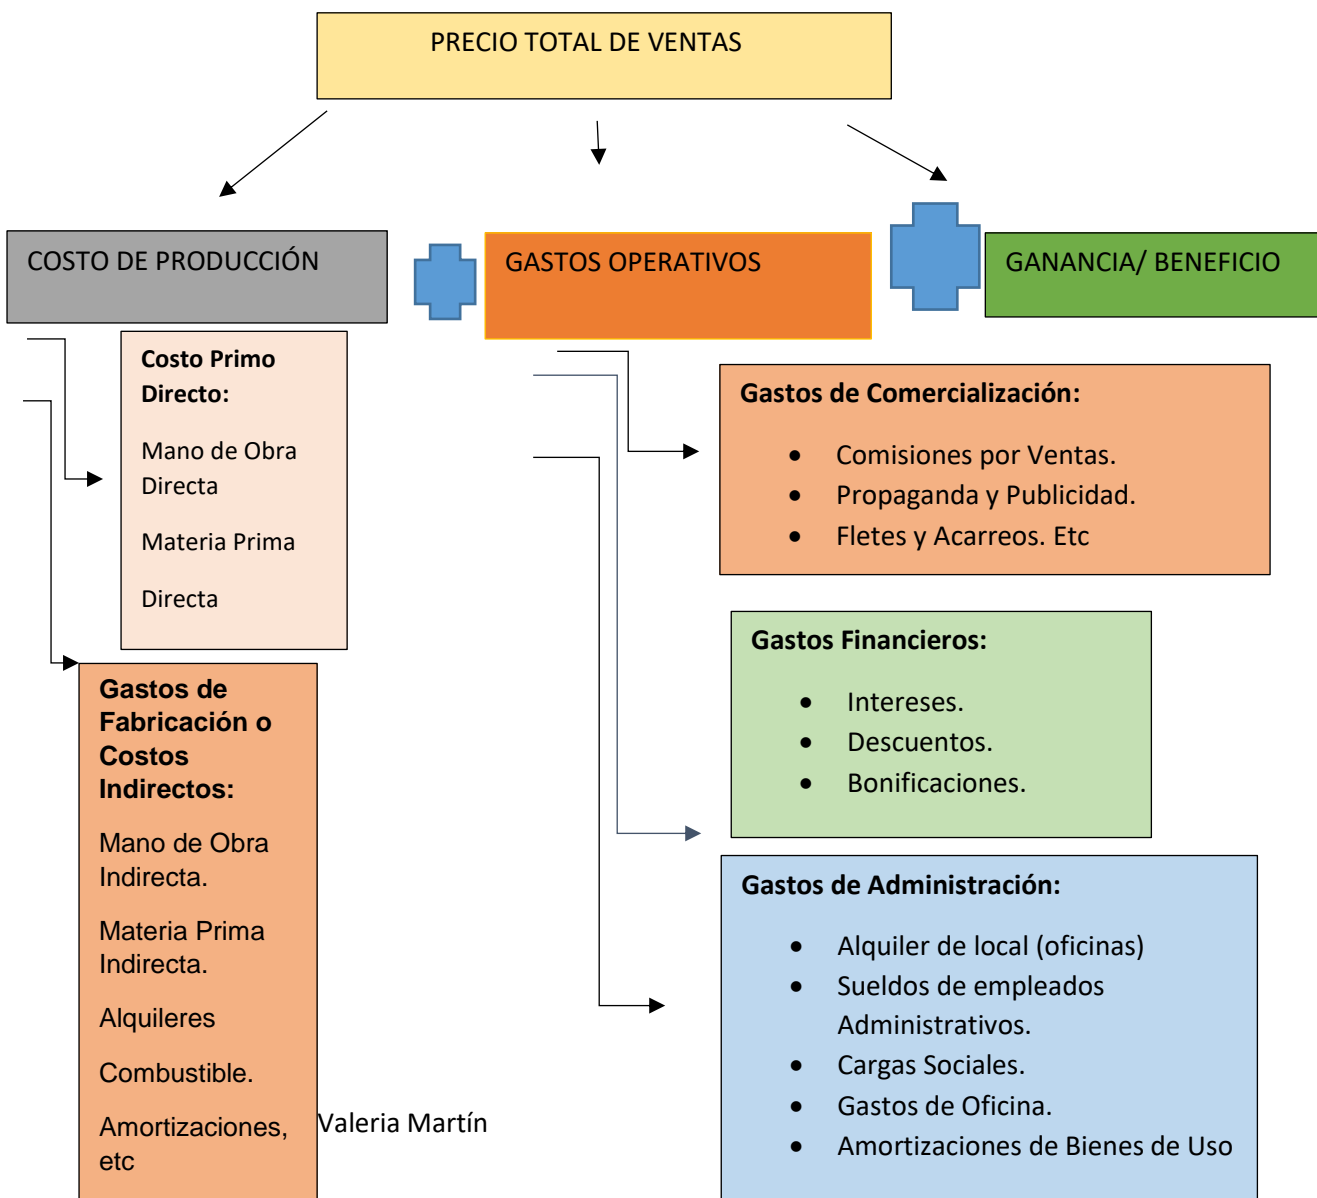 PRECIO TOTAL DE VENTAS
COSTO DE PRODUCCIÓN
GASTOS OPERATIVOS
GANANCIA/ BENEFICIO
Costo Primo
Directo:
Mano de Obra
Directa
Materia Prima
Directa
Gastos de
Fabricación o
Costos
Indirectos:
Mano de Obra
Indirecta.
Materia Prima
Indirecta.
Alquileres
Combustible.
Amortizaciones,
etc
Valeria Martín
Gastos de Comercialización:
• Comisiones por Ventas.
• Propaganda y Publicidad.
• Fletes y Acarreos. Etc
Gastos Financieros:
• Intereses.
• Descuentos.
• Bonificaciones.
Gastos de Administración:
• Alquiler de local (oficinas)
• Sueldos de empleados
Administrativos.
• Cargas Sociales.
• Gastos de Oficina.
• Amortizaciones de Bienes de Uso